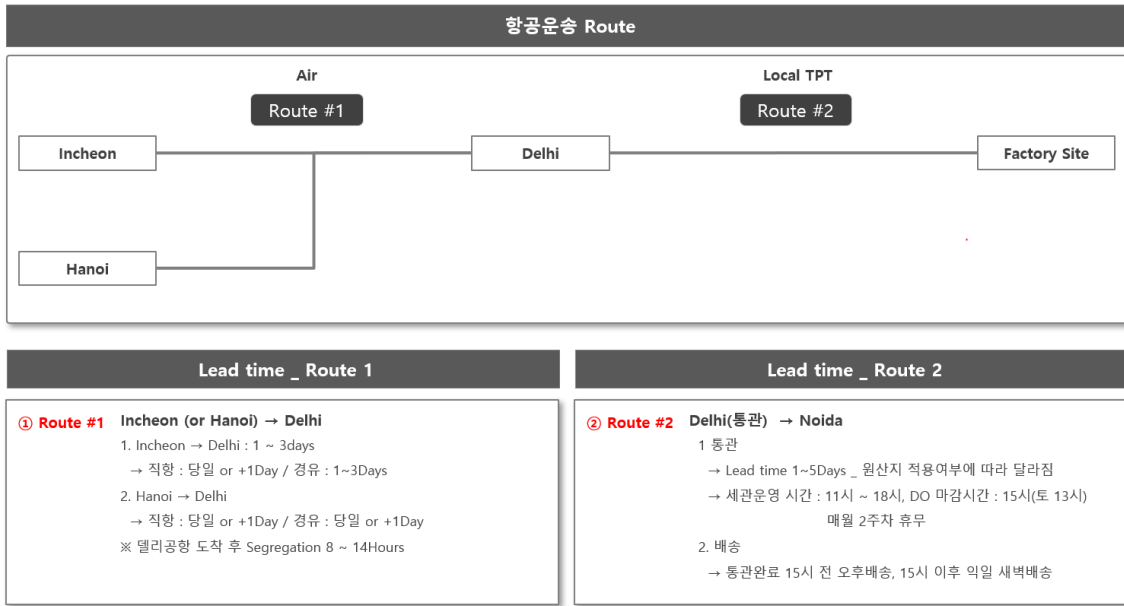 항공운송 Route
Air
Local TPT
Route #1
Route #2
Incheon
Delhi
Factory Site
Hanoi
Lead time _ Route 1
① Route #1 Incheon (or Hanoi) → Delhi
1. Incheon → Delhi : 1 ~ 3days
→ 직항 : 당일 or +1Day / 경유 : 1~3Days
2. Hanoi → Delhi
→ 직항 : 당일 or +1Day / 경유 : 당일 or +1Day
※ 델리공항 도착 후 Segregation 8 ~ 14Hours
Lead time _ Route 2
② Route #2 Delhi(통관) → Noida
1 통관
→ Lead time 1~5Days _ 원산지 적용여부에 따라 달라짐
→ 세관운영 시간 : 11시 ~ 18시, DO 마감시간 : 15시(토 13시)
매월 2주차 휴무
2. 배송
→ 통관완료 15시 전 오후배송, 15시 이후 익일 새벽배송